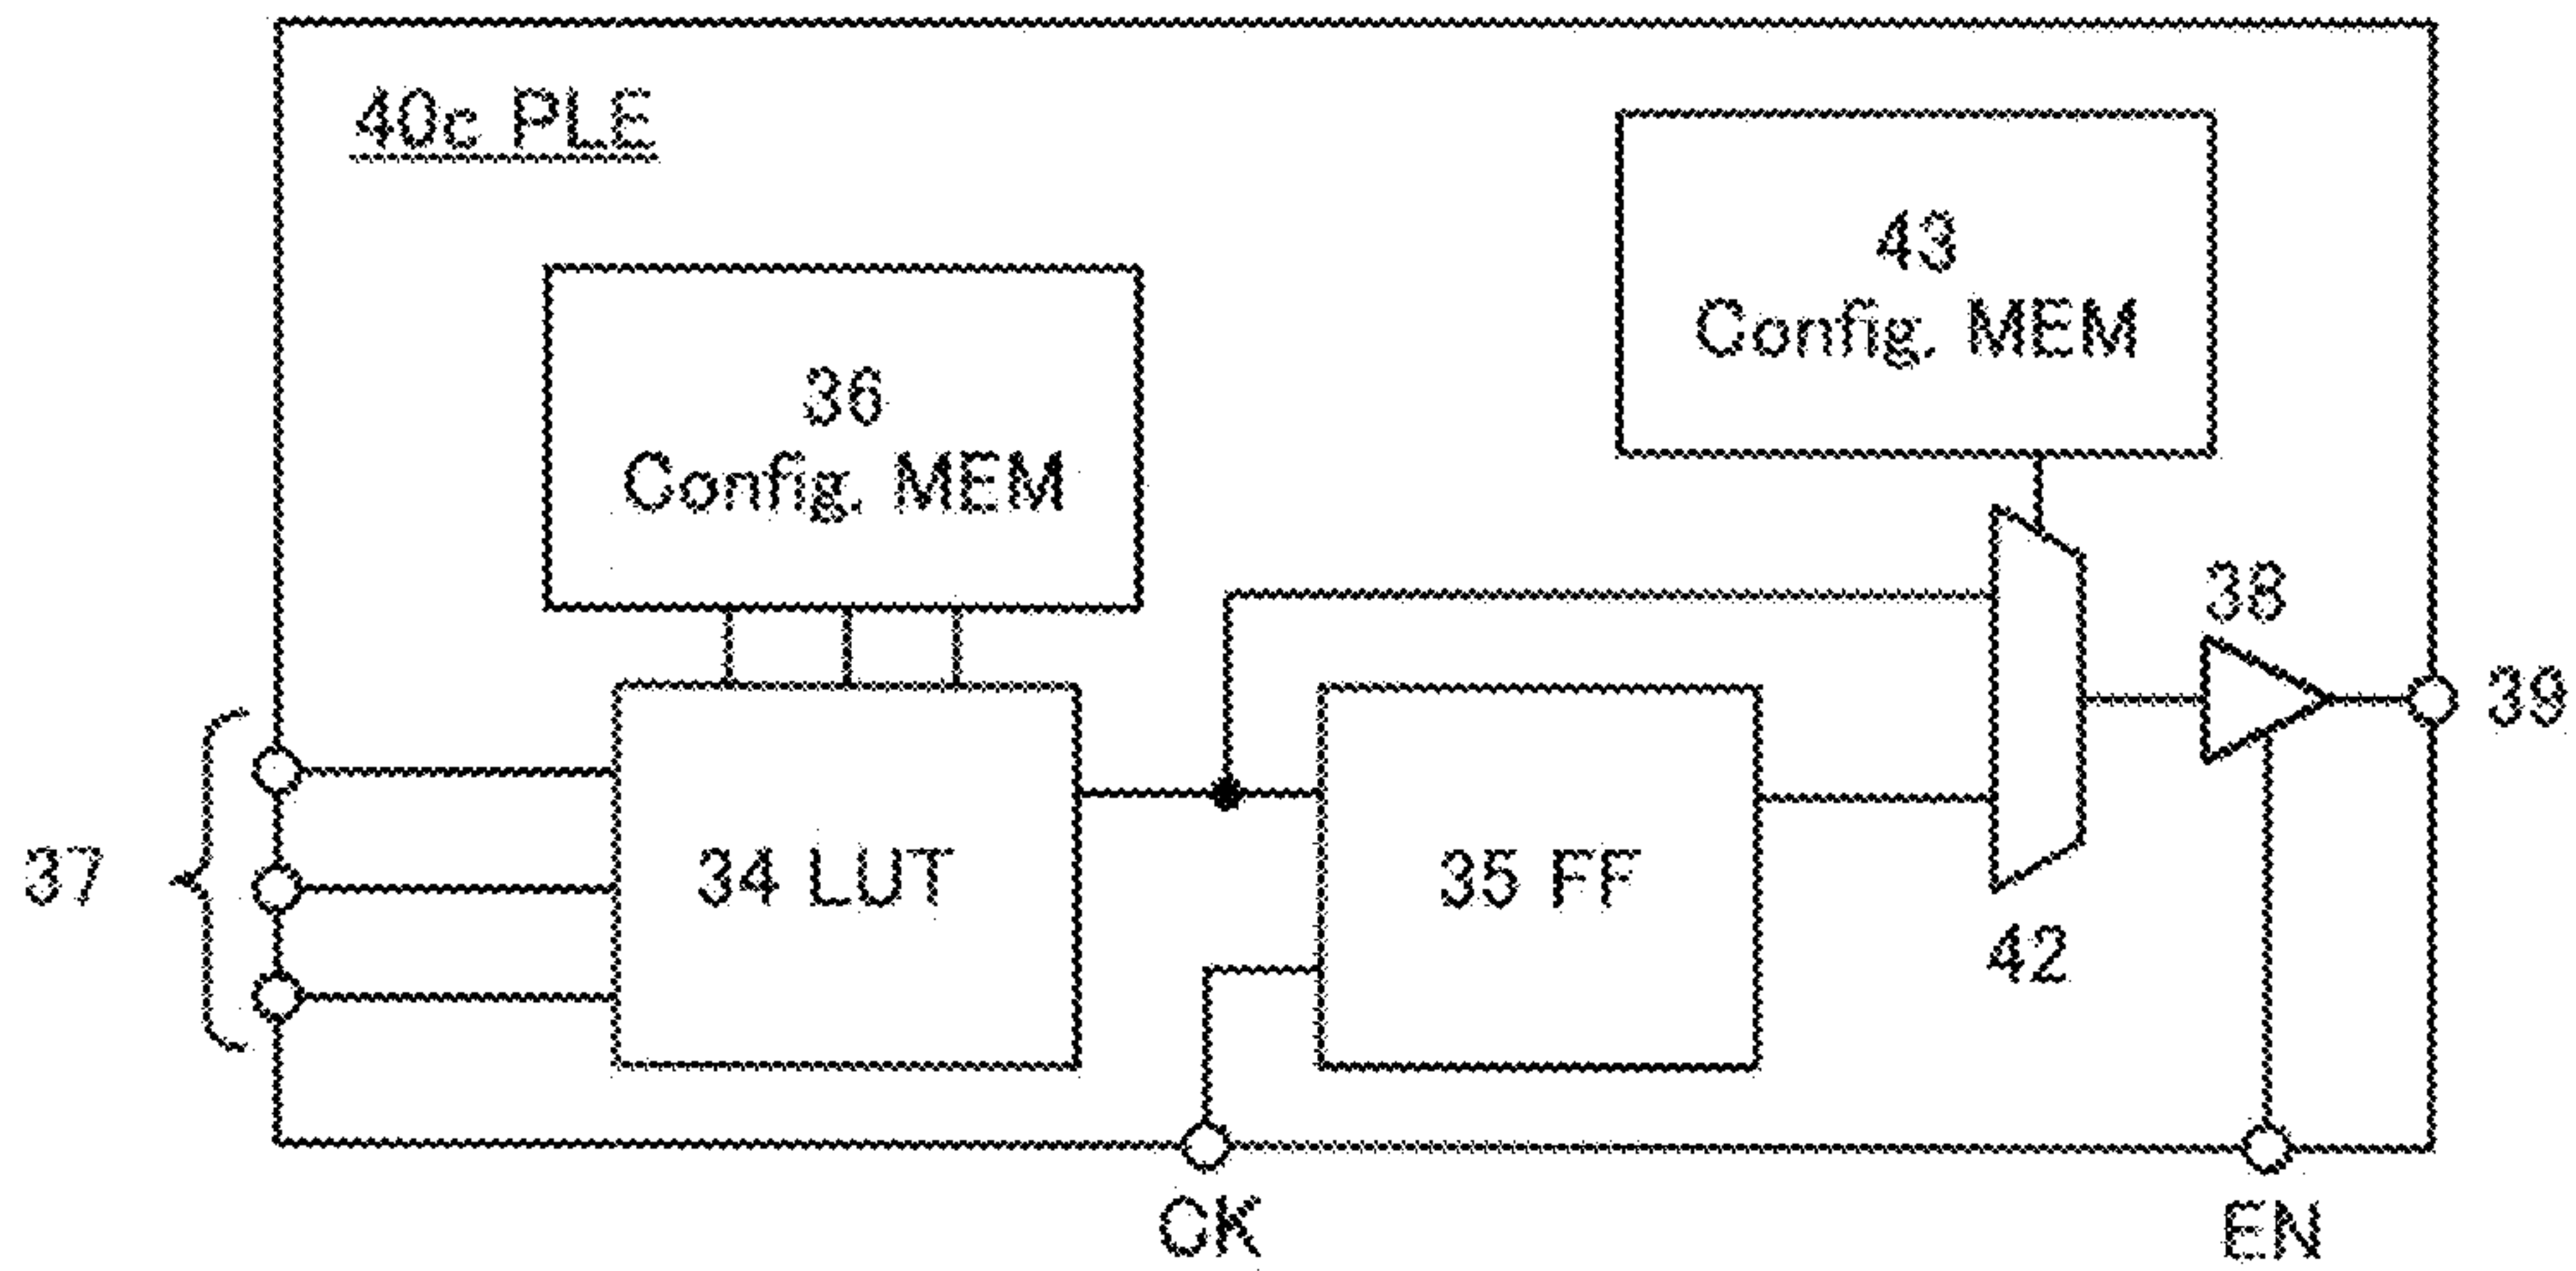 40c PLE
43
Config. MEM
36
Config. MEM
38
39
37
34 LUT
35 FF
42
CK
EN